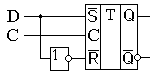 D S̅ T Q
C C
1 R̅ Q